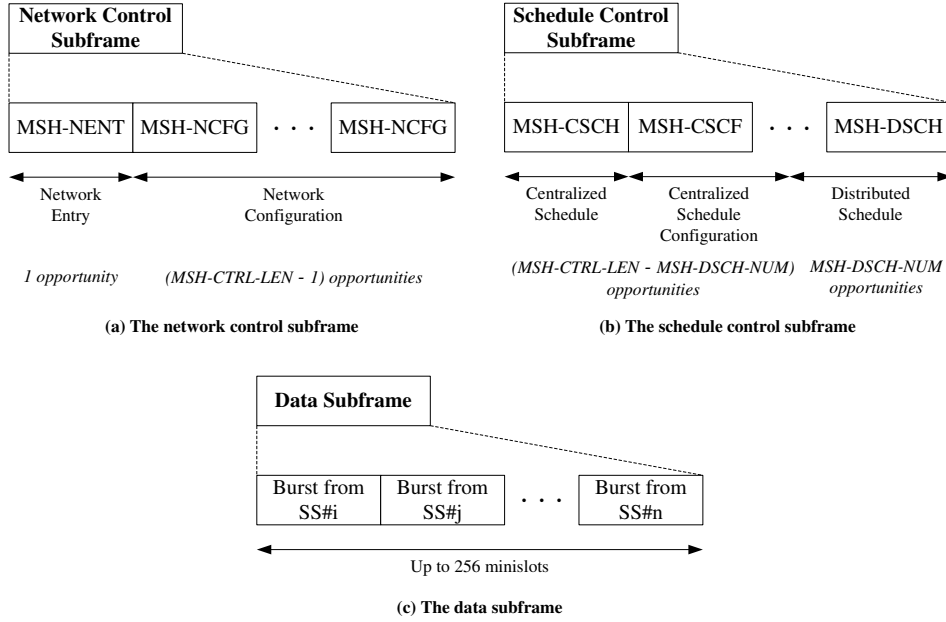 Network Control
Subframe
MSH-NENT
MSH-NCFG
. . .
MSH-NCFG
Network
Entry
Network
Configuration
1 opportunity
(MSH-CTRL-LEN - 1) opportunities
(a) The network control subframe
Schedule Control
Subframe
MSH-CSCH
MSH-CSCF
. . .
MSH-DSCH
Centralized
Schedule
Centralized
Schedule
Configuration
Distributed
Schedule
(MSH-CTRL-LEN - MSH-DSCH-NUM)
opportunities
MSH-DSCH-NUM
opportunities
(b) The schedule control subframe
Data Subframe
Burst from
SS#i
Burst from
SS#j
. . .
Burst from
SS#n
Up to 256 minislots
(c) The data subframe